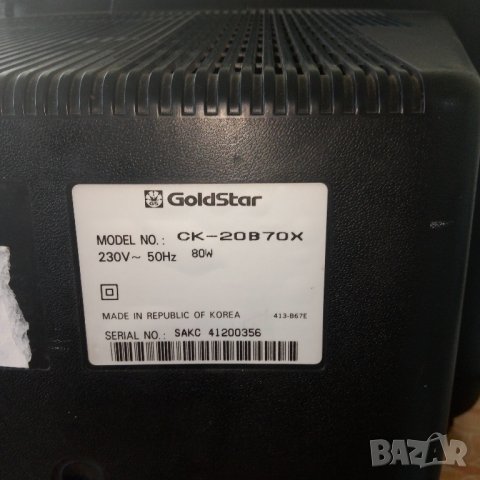 GoldStar
MODEL NO.: CK-20B70X
230V~ 50Hz 80W
MADE IN REPUBLIC OF KOREA 413-B67E
SERIAL NO.: SAKC 41200356
BAZAR